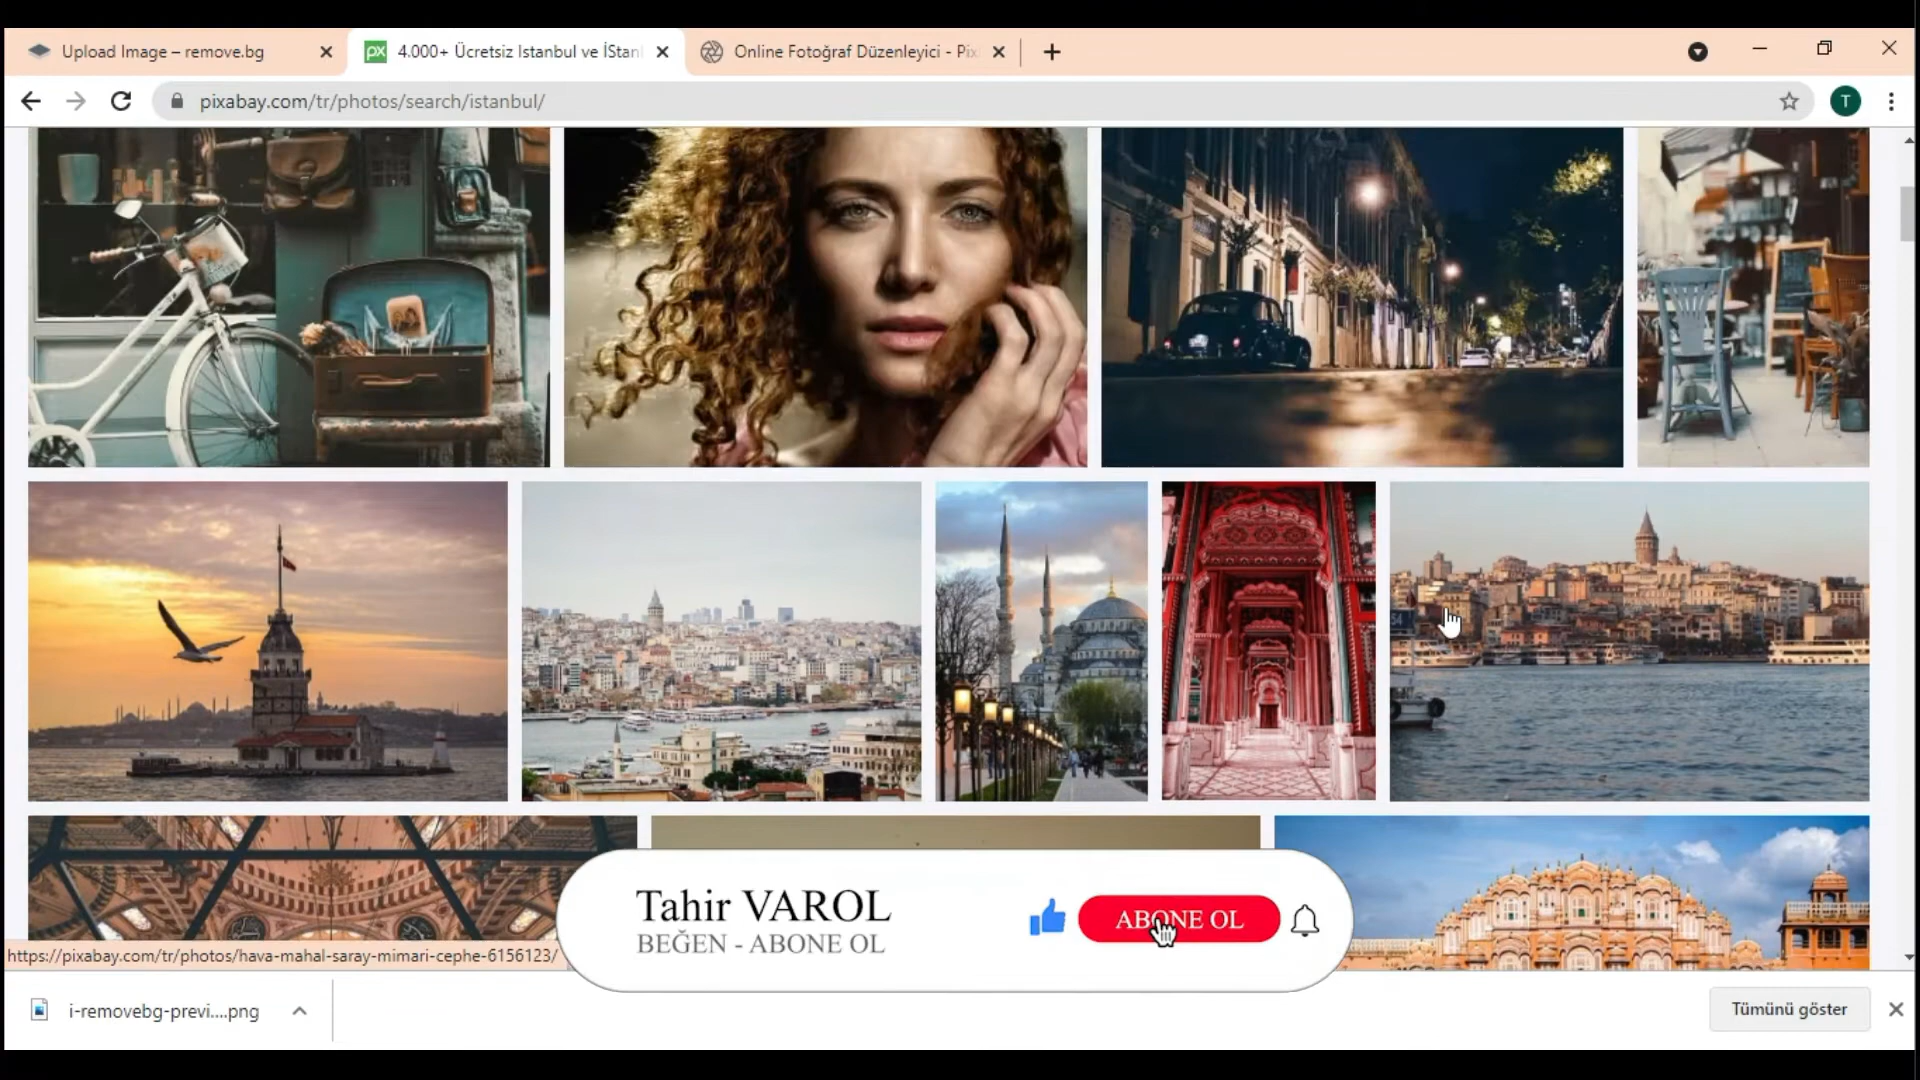 Upload Image – remove.bg
4.000+ Ücretsiz Istanbul ve İStan
Online Fotoğraf Düzenleyici - Pix
pixabay.com/tr/photos/search/istanbul/
T
54
Tahir VAROL
BEĞEN - ABONE OL
ABONE OL
https://pixabay.com/tr/photos/hava-mahal-saray-mimari-cephe-6156123/
i-removebg-previ....png
Tümünü göster